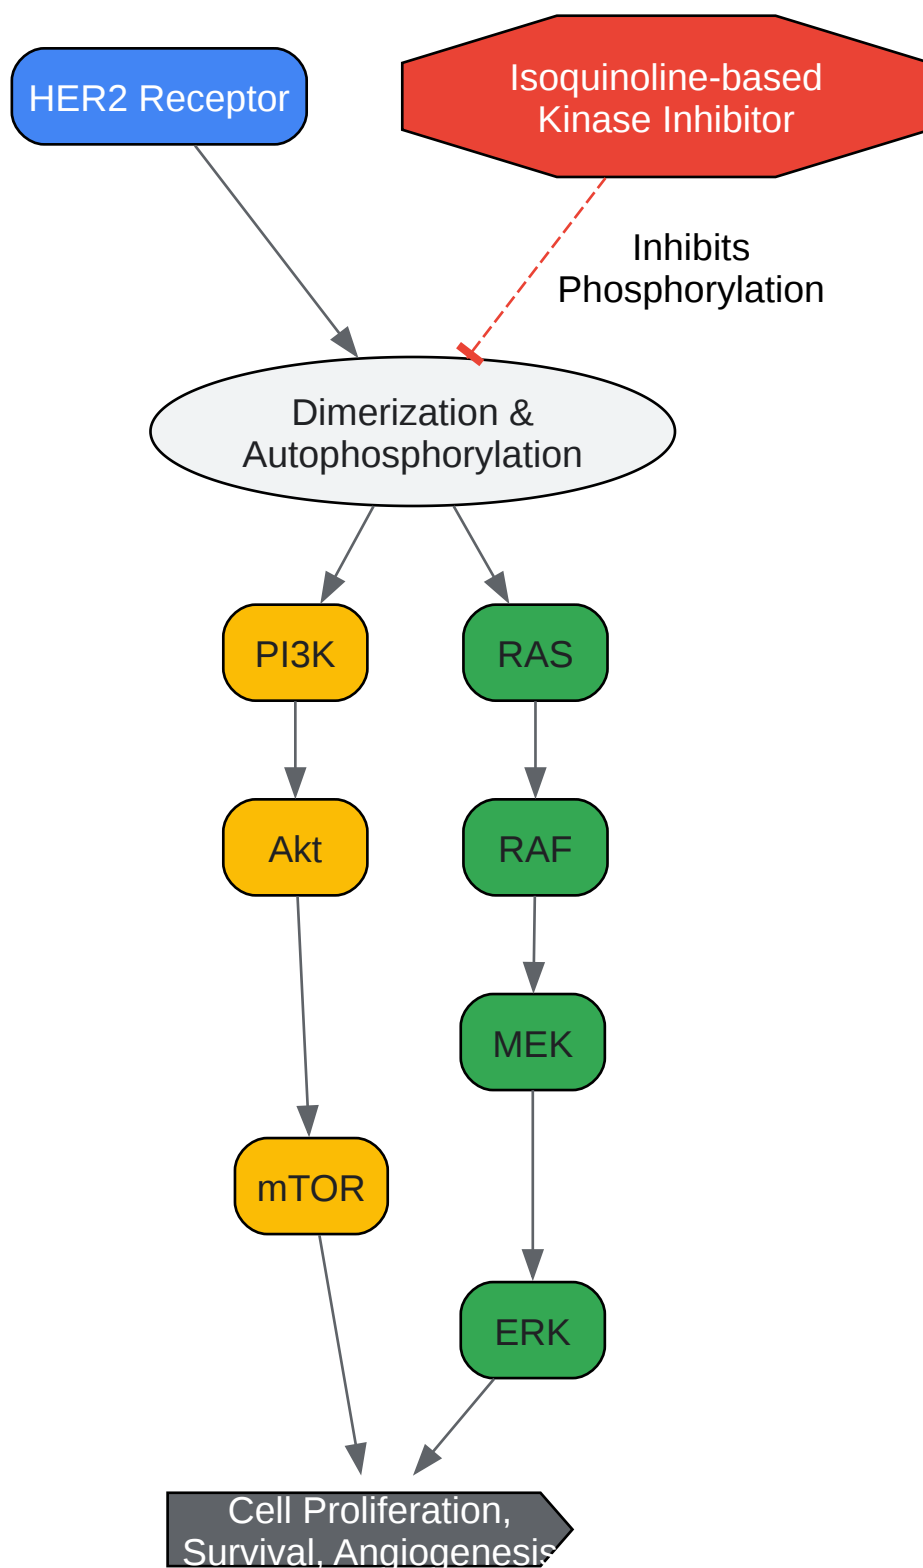 HER2 Receptor
Isoquinoline-based
Kinase Inhibitor
Inhibits
Phosphorylation
Dimerization &
Autophosphorylation
PI3K
RAS
Akt
RAF
MEK
mTOR
ERK
Cell Proliferation,
Survival, Angiogenesis